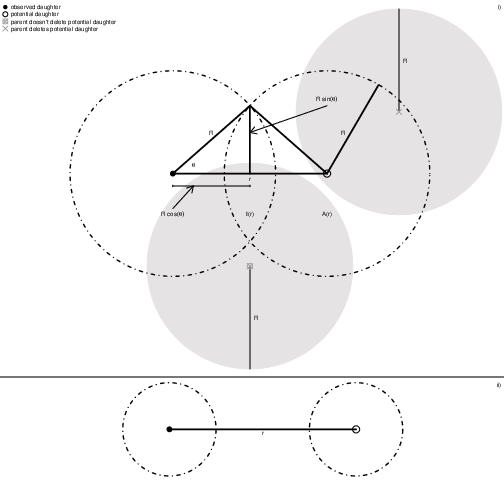 observed daughter
potential daughter
parent doesn't delete potential daughter
parent deletes potential daughter
i)
R
R sin(θ)
R
R
θ
r
R cos(θ)
I(r)
A(r)
R
ii)
r